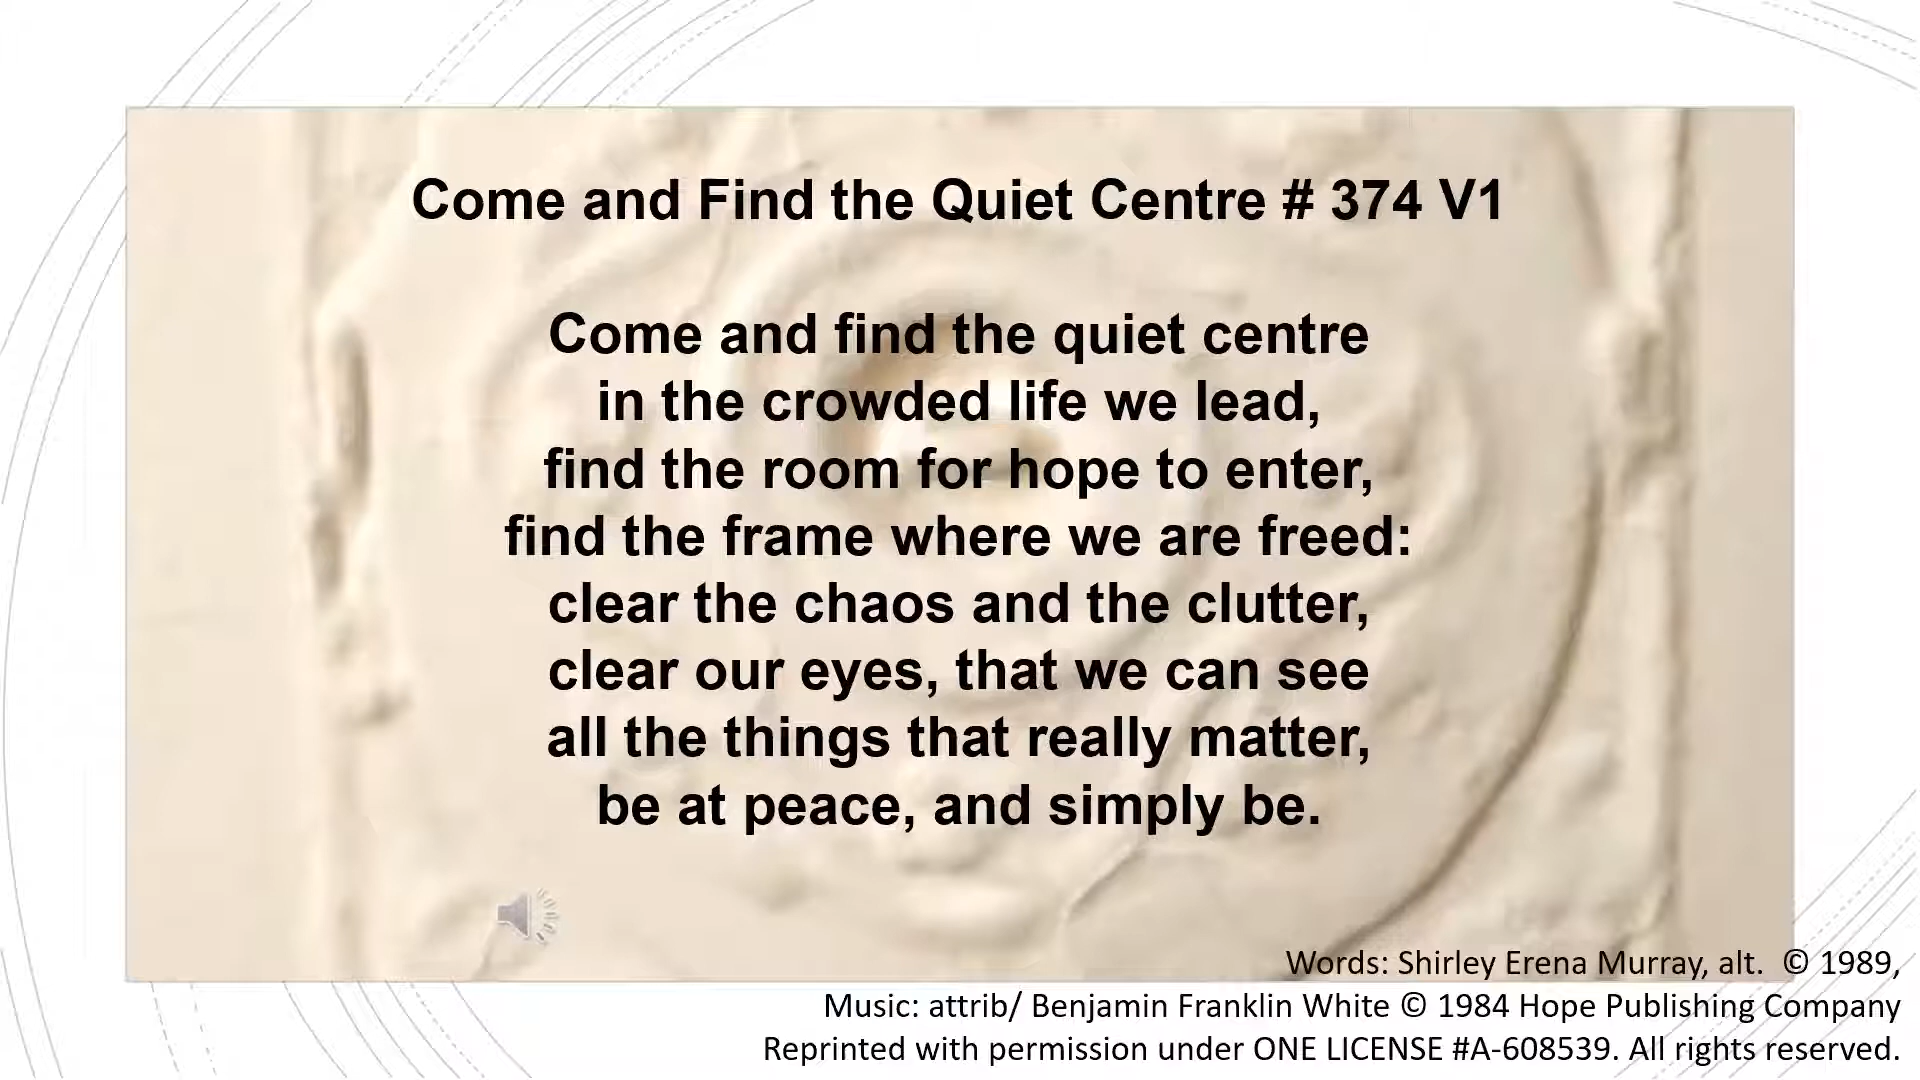 Come and Find the Quiet Centre # 374 V1
Come and find the quiet centre
in the crowded life we lead,
find the room for hope to enter,
find the frame where we are freed:
clear the chaos and the clutter,
clear our eyes, that we can see
all the things that really matter,
be at peace, and simply be.
Words: Shirley Erena Murray, alt.  © 1989,
Music: attrib/ Benjamin Franklin White © 1984 Hope Publishing Company
Reprinted with permission under ONE LICENSE #A-608539. All rights reserved.